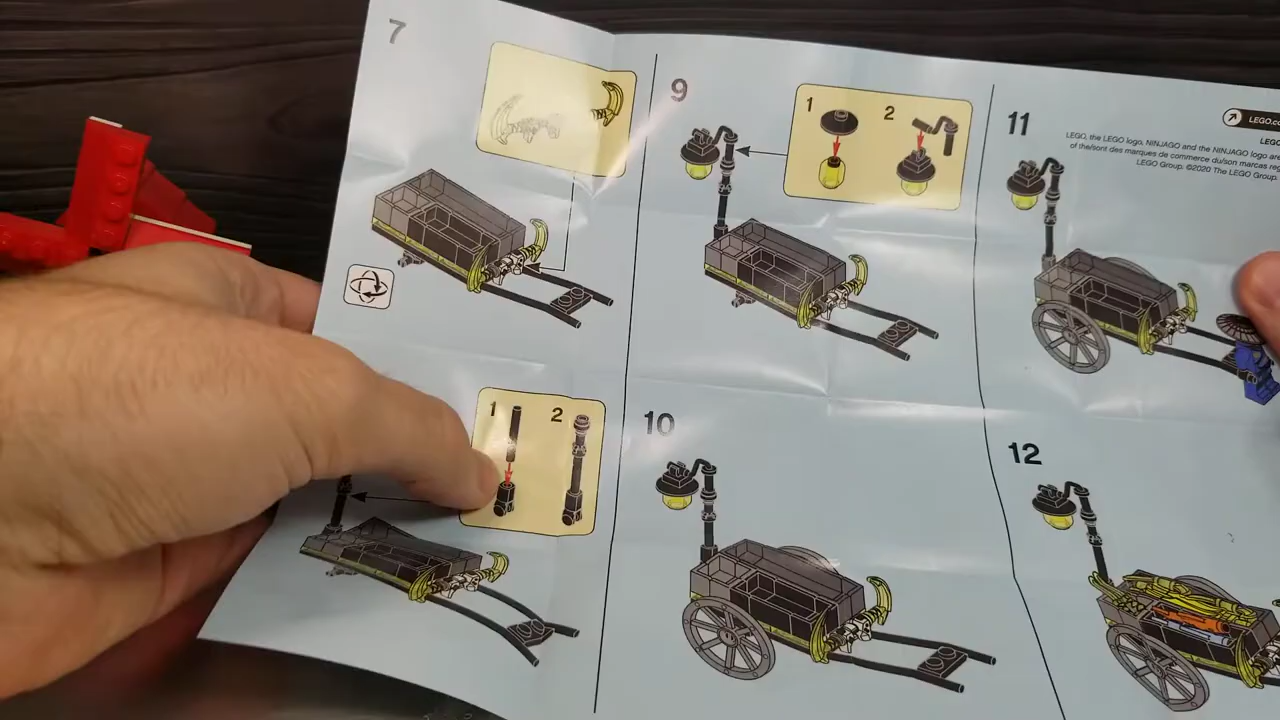 7
1
2
9
1
2
10
11
LEGO.co
LEGO
LEGO, the LEGO logo, NINJAGO and the NINJAGO logo are
of the/sont des marques de commerce du/son marcas reg
LEGO Group. ©2020 The LEGO Group.
12